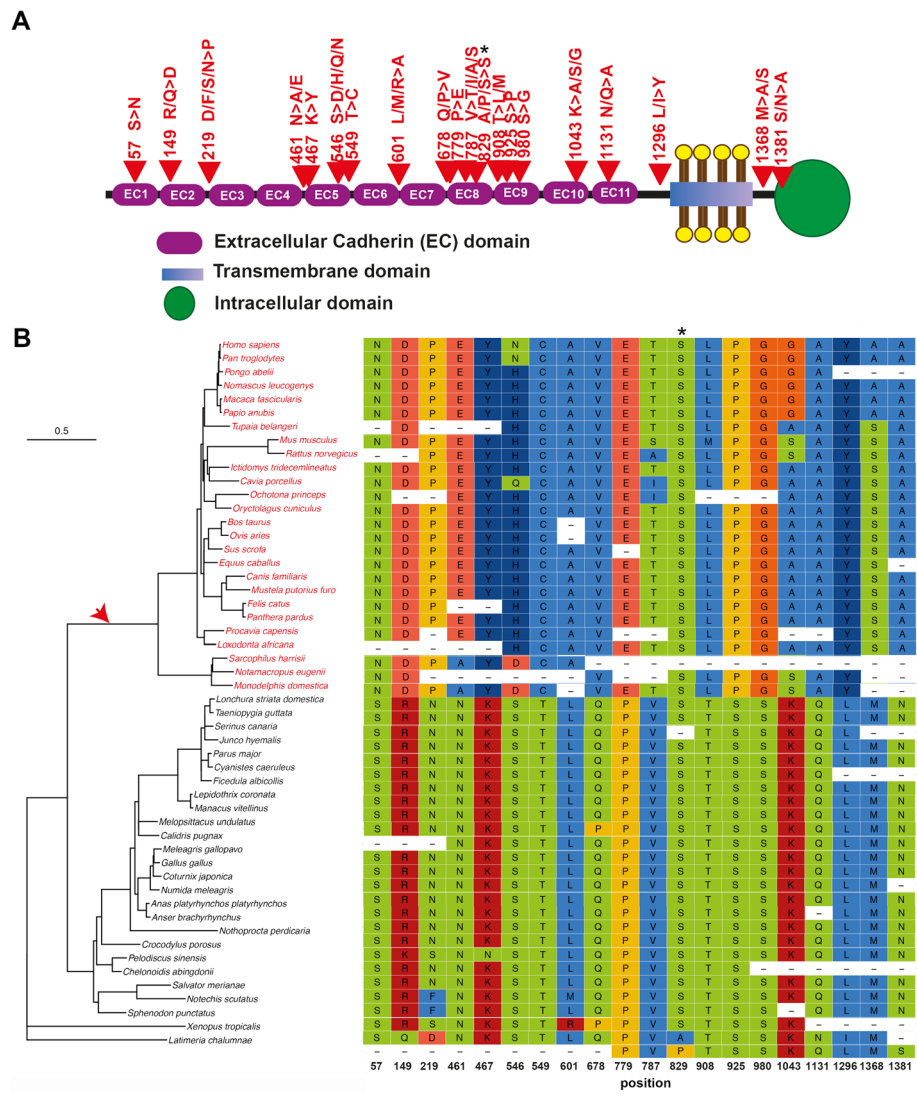 A
57 S>N
149 R/Q>D
219 D/F/S/N>P
461 N>A/E
467 K>Y
546 S>D/H/Q/N
549 T>C
601 L/M/R>A
678 Q/P>V
779 P>E
787 V>T/I/A/S
829 A/P/S>S*
908 T>L/M
925 S>P
980 S>G
1043 K>A/S/G
1131 N/Q>A
1296 L/I>Y
1368 M>A/S
1381 S/N>A
EC1 EC2 EC3 EC4 EC5 EC6 EC7 EC8 EC9 EC10 EC11
Extracellular Cadherin (EC) domain
Transmembrane domain
Intracellular domain
B
*
0.5
Homo sapiens
Pan troglodytes
Pongo abelii
Nomascus leucogenys
Macaca fascicularis
Papio anubis
Tupaia belangeri
Mus musculus
Rattus norvegicus
Ictidomys tridecemlineatus
Cavia porcellus
Ochotona princeps
Oryctolagus cuniculus
Bos taurus
Ovis aries
Sus scrofa
Equus caballus
Canis familiaris
Mustela putorius furo
Felis catus
Panthera pardus
Procavia capensis
Loxodonta africana
Sarcophilus harrisii
Notamacropus eugenii
Monodelphis domestica
Lonchura striata domestica
Taeniopygia guttata
Serinus canaria
Junco hyemalis
Parus major
Cyanistes caeruleus
Ficedula albicollis
Lepidothrix coronata
Manacus vitellinus
Melopsittacus undulatus
Calidris pugnax
Meleagris gallopavo
Gallus gallus
Coturnix japonica
Numida meleagris
Anas platyrhynchos platyrhynchos
Anser brachyrhynchus
Nothoprocta perdicaria
Crocodylus porosus
Pelodiscus sinensis
Chelonoidis abingdonii
Salvator merianae
Notechis scutatus
Sphenodon punctatus
Xenopus tropicalis
Latimeria chalumnae
N D P E Y N C A V E T S L P G G A Y A A
N D P E Y N C A V E T S L P G G A Y A A
N D P E Y H C A V E T S L P G G A – – –
N D P E Y H C A V E T S L P G G A Y A A
N D P E Y H C A V E T S L P G G A Y A A
N D P E Y H C A V E T S L P G G A Y A A
– D – – – H C A V E T S L P G A A Y S A
N D P E Y H C A V E S S M P G S A Y S S
– – P E Y H C A V E A S L P G S A Y S A
N D P E Y H C A V E T S L P G A A Y S A
N D P E Y Q C A V E I S L P G A A Y S A
N – – E Y H C A V E I S – – – A A Y S A
N D P E Y H C A V E T S L P G A A Y S A
N D P E Y H C – V E T S L P G A A Y S A
N D P E Y H C – V E T S L P G A A Y S A
N D P E Y H C A V – T S L P G A A Y S A
N D P E Y H C A V E T S L P G A A Y S –
N D P E Y H C A V E T S L P G A A Y S A
N D P E Y H C A V E T S L P G A A Y S A
N D P – – H C A V E T S L P G A A Y S A
N D P E Y H C A V E T S L P G A A Y S A
N D – E Y H C A V – – S L P G – – Y S A
– – – – – H C A V E T S L P G A A Y S A
N D P A Y D C A – – – – – – – – – – – –
N D – – – – – – V – – S L P G S A Y – –
N D P A Y D C – V E T S L P G S A Y – –
S R N N K S T L Q P V S T S S K Q L M N
S R N N K S T L Q P V S T S S K Q L M N
S R N N K S T L Q P V – T S S K Q L – –
S R N N K S T L Q P V S T S S K Q L M N
S R N N K S T L Q P V S T S S K Q L M N
S R N N K S T L Q P V S T S S K Q – – –
S R N N K S T L Q P V S T S S K Q L M N
S R N N K S T L Q P V S T S S K Q L M N
S R N N K S T L Q P V S T S S K Q L M N
S R N N K S T L P P V S T S S K Q L M N
– – – N K S T L Q P V S T S S K Q L M N
S R N N K S T L Q P V S T S S K Q L M N
S R N N K S T L Q P V S T S S K Q L M N
S R N N K S T L Q P V S T S S K Q L M –
S R N N K S T L Q P V S T S S K Q L M N
S R N N K S T L Q P V S T S S K – L M N
S R N N K S T L Q P V S T S S K Q L M N
S R N N K S T L Q P V S T S S K Q L M N
S K S N N S T L Q P V S T S S K Q L M N
S R N N K S T L Q P V S T S – – – – – –
S R N N K S T L Q P V S T S S K Q L M N
S R F N K S T M Q P V S T S S K Q L M N
S R F N K S T L Q P V S T S S – Q L M N
S R S N K S T R P P V S T S S K – – – –
S Q D N K S T L Q P V A T S S K N I M –
– – – – – – – – – P V P T S S K Q L M S
57 149 219 461 467 546 549 601 678 779 787 829 908 925 980 1043 1131 1296 1368 1381
position